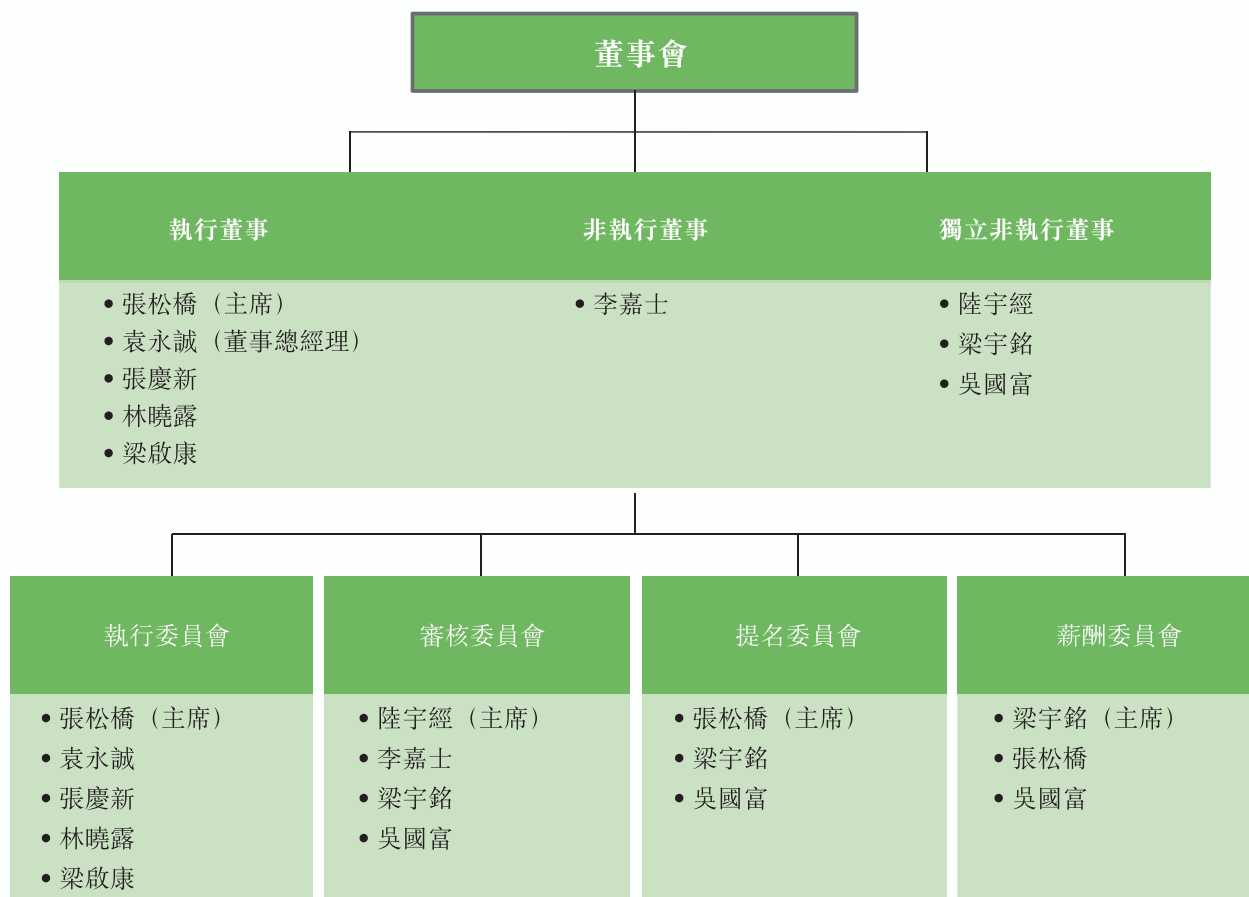 董事會
執行董事
• 張松橋（主席）
• 袁永誠（董事總經理）
• 張慶新
• 林曉露
• 梁啟康
非執行董事
• 李嘉士
獨立非執行董事
• 陸宇經
• 梁宇銘
• 吳國富
執行委員會
• 張松橋（主席）
• 袁永誠
• 張慶新
• 林曉露
• 梁啟康
審核委員會
• 陸宇經（主席）
• 李嘉士
• 梁宇銘
• 吳國富
提名委員會
• 張松橋（主席）
• 梁宇銘
• 吳國富
薪酬委員會
• 梁宇銘（主席）
• 張松橋
• 吳國富